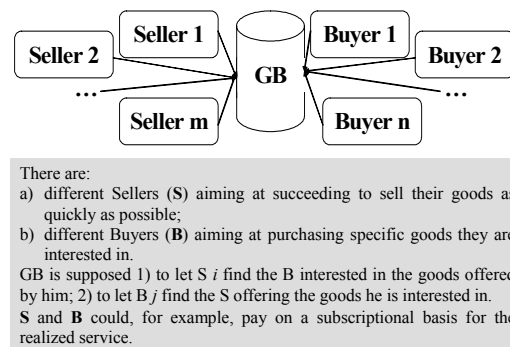 Seller 1
Buyer 1
Seller 2
Buyer 2
GB
...
...
Seller m
Buyer n
There are:
a) different Sellers (S) aiming at succeeding to sell their goods as
quickly as possible;
b) different Buyers (B) aiming at purchasing specific goods they are
interested in.
GB is supposed 1) to let S i find the B interested in the goods offered
by him; 2) to let B j find the S offering the goods he is interested in.
S and B could, for example, pay on a subscriptional basis for the
realized service.